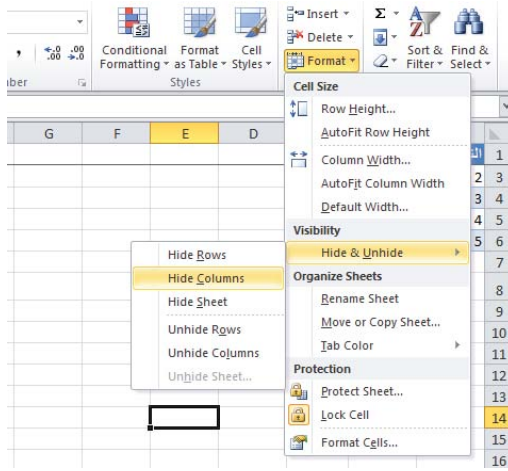 Insert
Σ
Delete
Format
, .0 .00 .00 .0
Conditional Formatting
Format as Table
Cell Styles
Sort & Filter
Find & Select
Styles
Cell Size
Row Height...
AutoFit Row Height
Column Width...
AutoFit Column Width
Default Width...
Visibility
Hide & Unhide
Organize Sheets
Rename Sheet
Move or Copy Sheet...
Tab Color
Protection
Protect Sheet...
Lock Cell
Format Cells...
Hide Rows
Hide Columns
Hide Sheet
Unhide Rows
Unhide Columns
Unhide Sheet...
G F E D
1
2 3
3 4
4 5
5 6
7
8
9
10
11
12
13
14
15
16